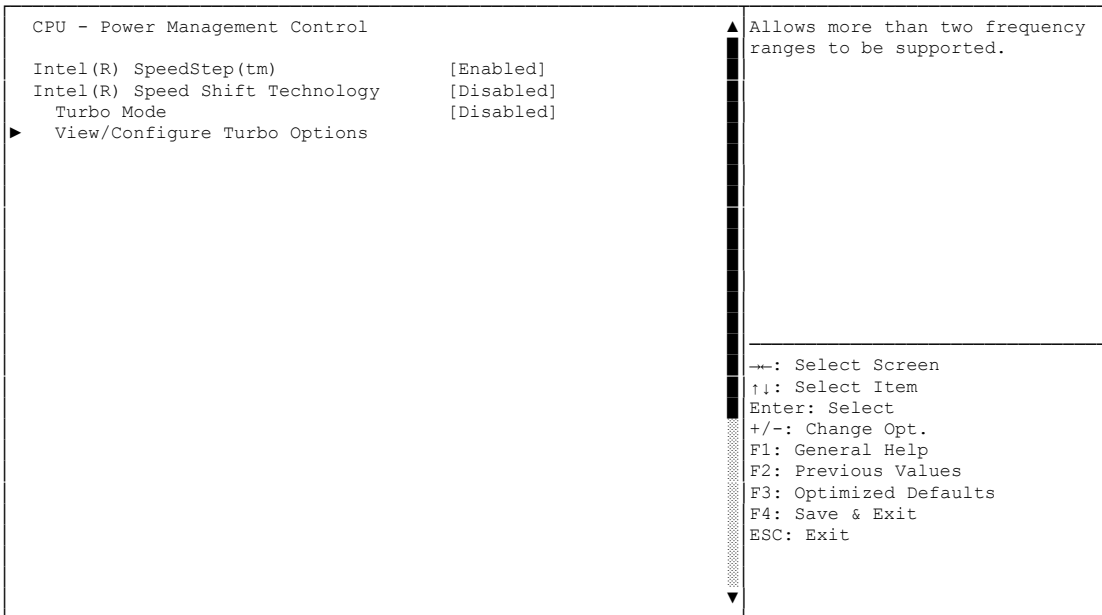 CPU - Power Management Control
Intel(R) SpeedStep(tm) [Enabled]
Intel(R) Speed Shift Technology [Disabled]
Turbo Mode [Disabled]
► View/Configure Turbo Options
Allows more than two frequency
ranges to be supported.
→←: Select Screen
↑↓: Select Item
Enter: Select
+/-: Change Opt.
F1: General Help
F2: Previous Values
F3: Optimized Defaults
F4: Save & Exit
ESC: Exit